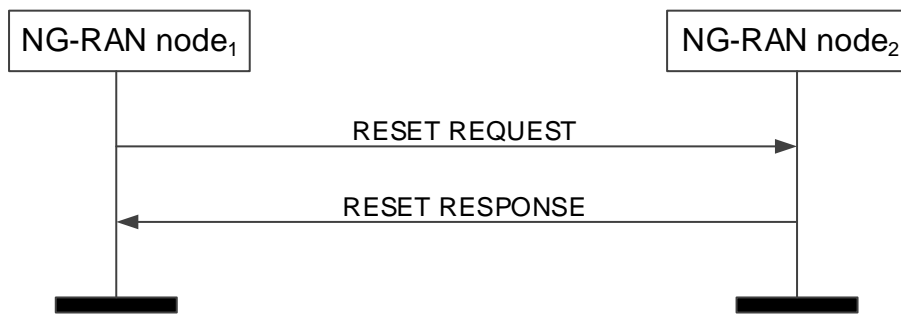 NG-RAN node₁
NG-RAN node₂
RESET REQUEST
RESET RESPONSE